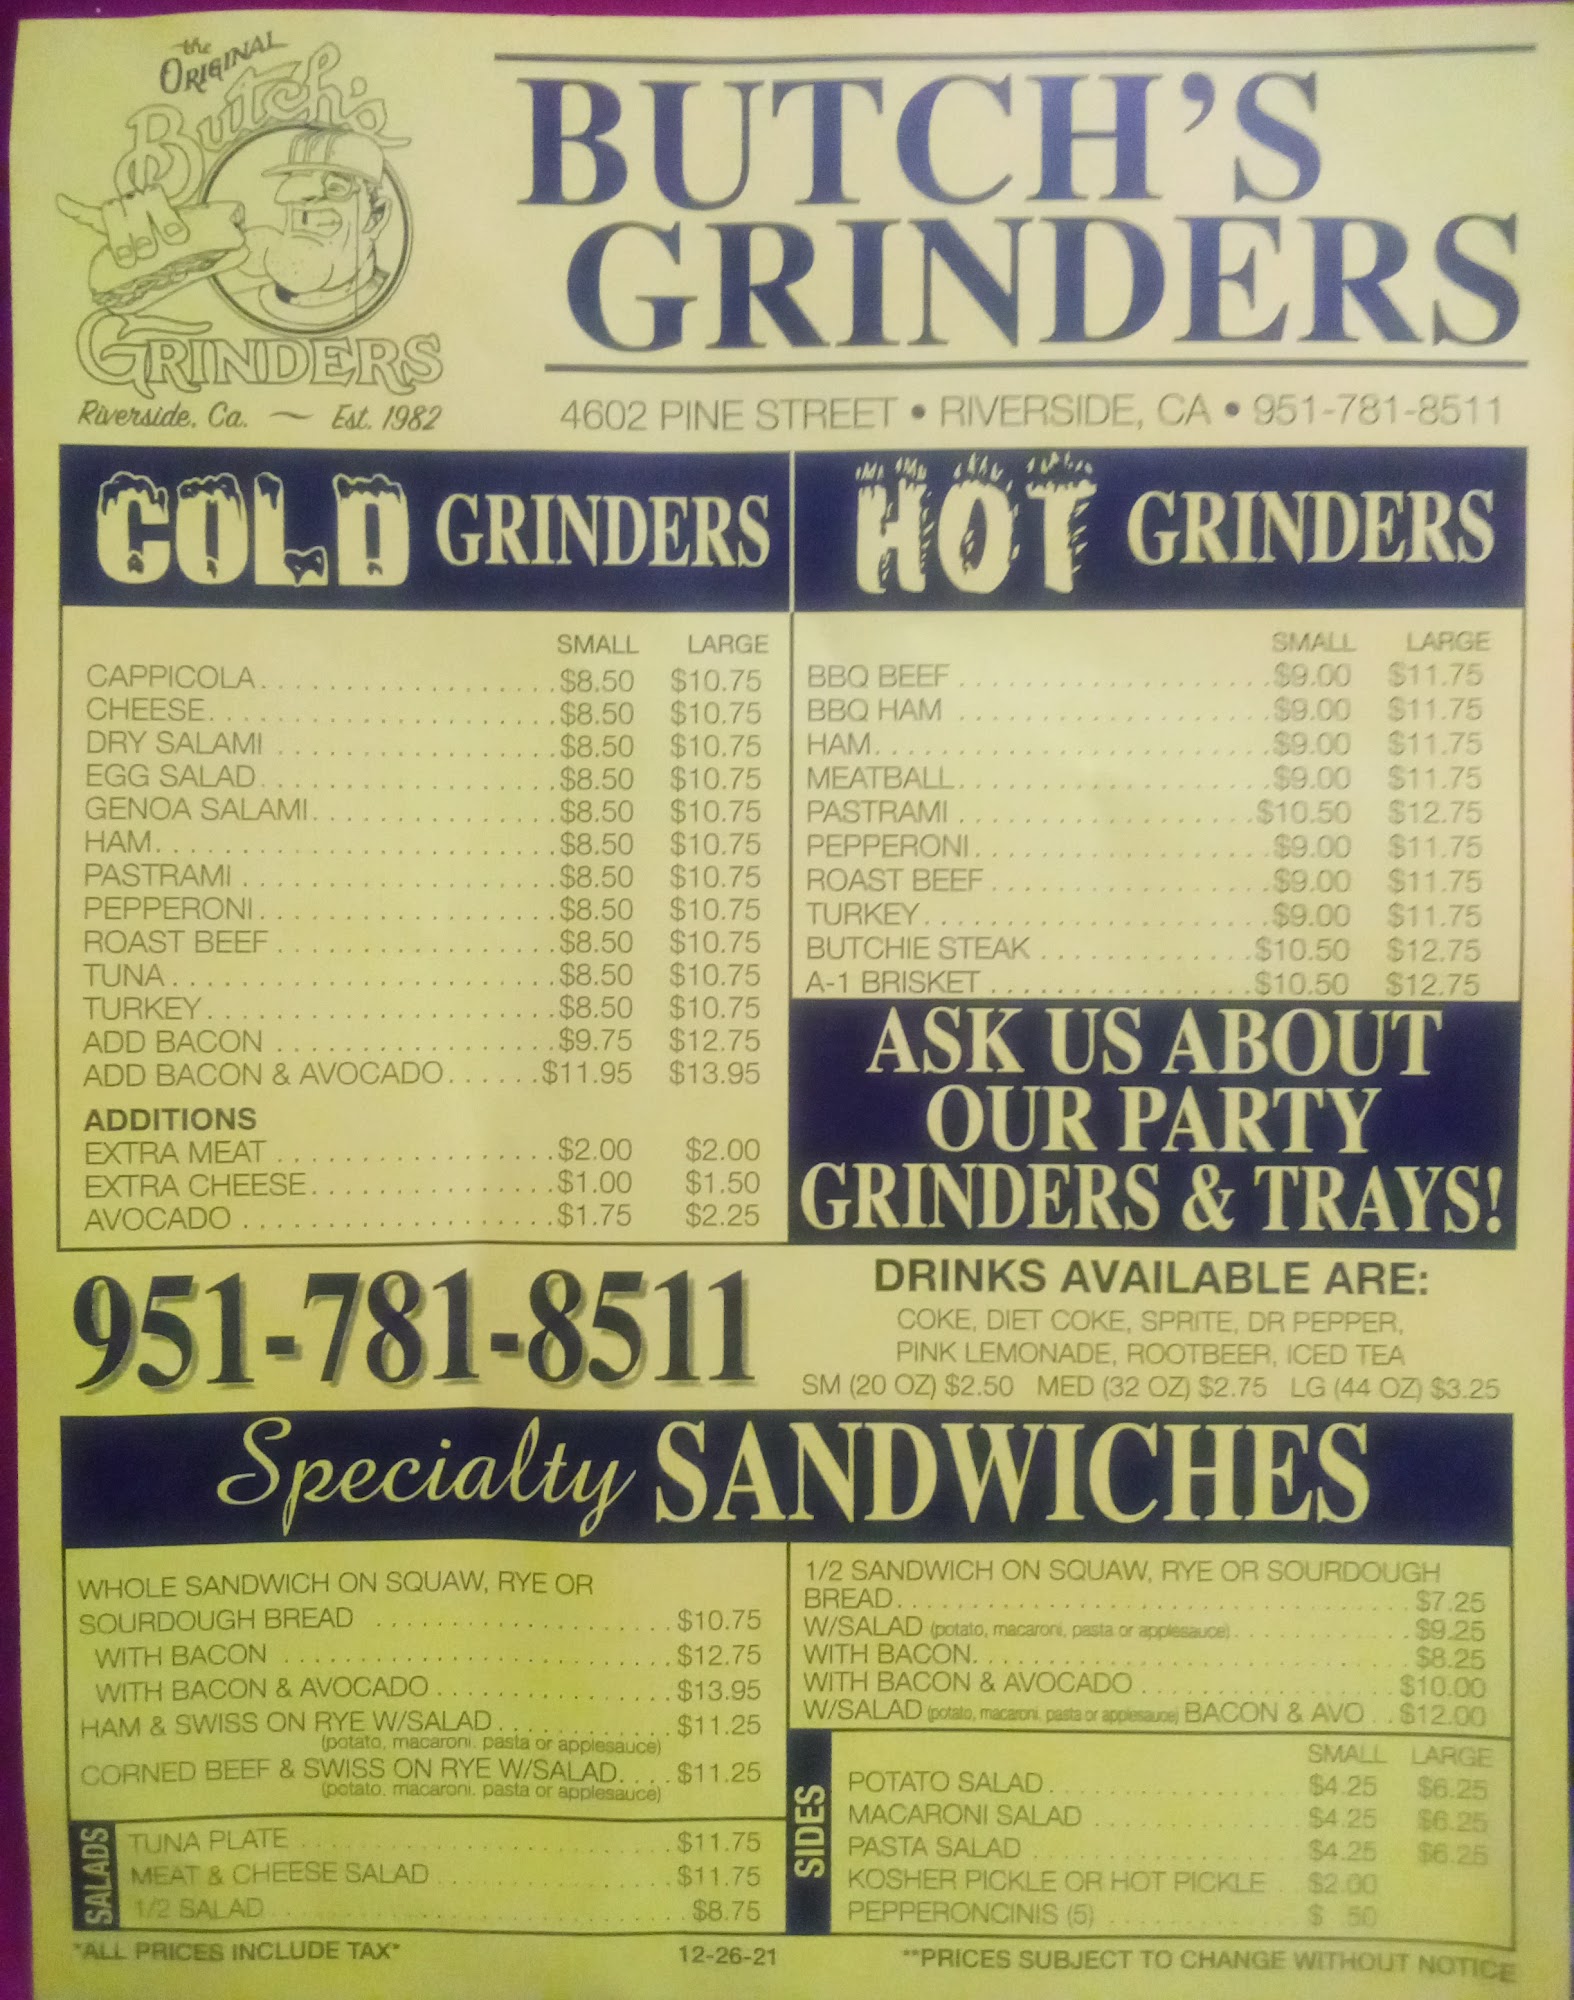 the
ORIGINAL
Butch's
GRINDERS
Riverside, Ca. ~ Est. 1982
BUTCH'S
GRINDERS
4602 PINE STREET • RIVERSIDE, CA • 951-781-8511
COLD GRINDERS
SMALL LARGE
CAPPICOLA $8.50 $10.75
CHEESE $8.50 $10.75
DRY SALAMI $8.50 $10.75
EGG SALAD $8.50 $10.75
GENOA SALAMI $8.50 $10.75
HAM $8.50 $10.75
PASTRAMI $8.50 $10.75
PEPPERONI $8.50 $10.75
ROAST BEEF $8.50 $10.75
TUNA $8.50 $10.75
TURKEY $8.50 $10.75
ADD BACON $9.75 $12.75
ADD BACON & AVOCADO $11.95 $13.95
ADDITIONS
EXTRA MEAT $2.00 $2.00
EXTRA CHEESE $1.00 $1.50
AVOCADO $1.75 $2.25
HOT GRINDERS
SMALL LARGE
BBQ BEEF $9.00 $11.75
BBQ HAM $9.00 $11.75
HAM $9.00 $11.75
MEATBALL $9.00 $11.75
PASTRAMI $10.50 $12.75
PEPPERONI $9.00 $11.75
ROAST BEEF $9.00 $11.75
TURKEY $9.00 $11.75
BUTCHIE STEAK $10.50 $12.75
A-1 BRISKET $10.50 $12.75
ASK US ABOUT
OUR PARTY
GRINDERS & TRAYS!
951-781-8511
DRINKS AVAILABLE ARE:
COKE, DIET COKE, SPRITE, DR PEPPER,
PINK LEMONADE, ROOTBEER, ICED TEA
SM (20 OZ) $2.50 MED (32 OZ) $2.75 LG (44 OZ) $3.25
Specialty SANDWICHES
WHOLE SANDWICH ON SQUAW, RYE OR
SOURDOUGH BREAD $10.75
WITH BACON $12.75
WITH BACON & AVOCADO $13.95
HAM & SWISS ON RYE W/SALAD $11.25
(potato, macaroni. pasta or applesauce)
CORNED BEEF & SWISS ON RYE W/SALAD $11.25
(potato. macaroni. pasta or applesauce)
1/2 SANDWICH ON SQUAW, RYE OR SOURDOUGH
BREAD $7.25
W/SALAD (potato, macaroni, pasta or applesauce) $9.25
WITH BACON $8.25
WITH BACON & AVOCADO $10.00
W/SALAD (potato, macaroni. pasta or applesauce) BACON & AVO $12.00
SALADS
TUNA PLATE $11.75
MEAT & CHEESE SALAD $11.75
1/2 SALAD $8.75
SIDES
SMALL LARGE
POTATO SALAD $4.25 $6.25
MACARONI SALAD $4.25 $6.25
PASTA SALAD $4.25 $6.25
KOSHER PICKLE OR HOT PICKLE $2.00
PEPPERONCINIS (5) $ .50
*ALL PRICES INCLUDE TAX* 12-26-21 **PRICES SUBJECT TO CHANGE WITHOUT NOTICE